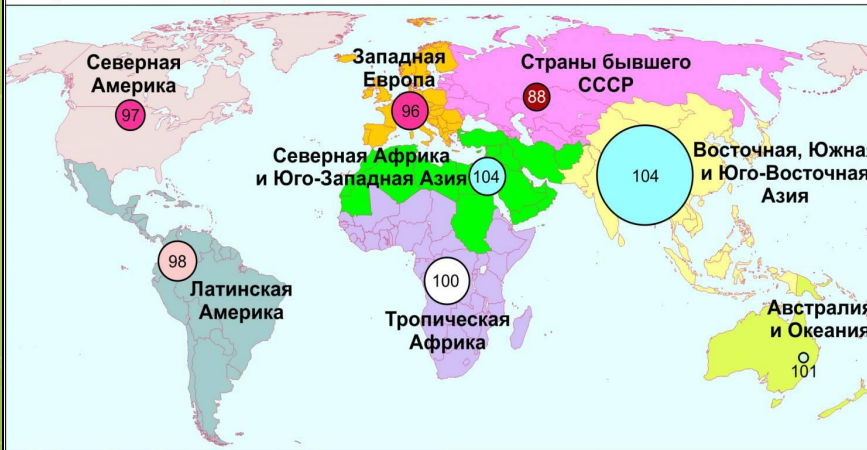 Северная
Америка
97
Западная
Европа
96
Страны бывшего
СССР
88
Северная Африка
и Юго-Западная Азия
104
Восточная, Южна
и Юго-Восточная
Азия
104
98
Латинская
Америка
100
Тропическая
Африка
Австралия
и Океания
101